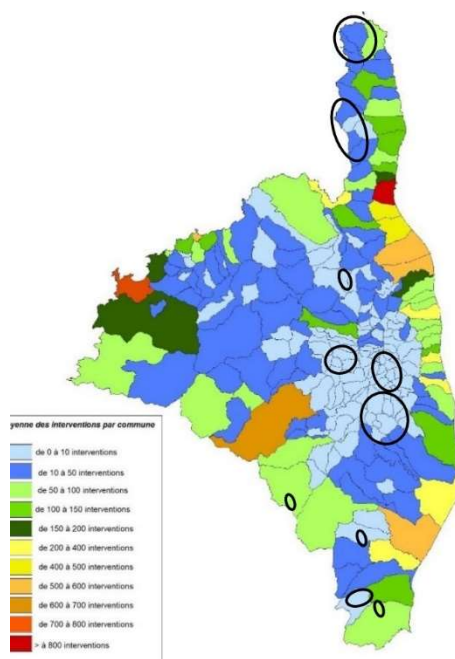 yenne des interventions par commune
de 0 à 10 interventions
de 10 à 50 interventions
de 50 à 100 interventions
de 100 à 150 interventions
de 150 à 200 interventions
de 200 à 400 interventions
de 400 à 500 interventions
de 500 à 600 interventions
de 600 à 700 interventions
de 700 à 800 interventions
> à 800 interventions